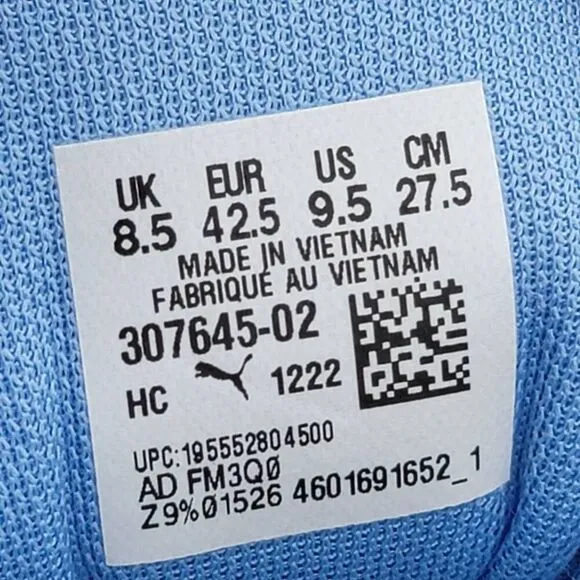 UK EUR US CM
8.5 42.5 9.5 27.5
MADE IN VIETNAM
FABRIQUÉ AU VIETNAM
307645-02
HC 1222
UPC:195552804500
AD FM3Q0
Z9%01526 4601691652_1